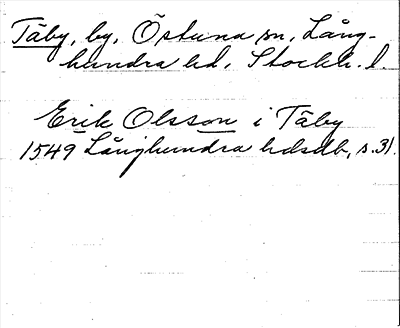 Täby, by, Östuna sn, Lång-
hundra hd, Stockh. l.
Erik Olsson i Täby
1549 Långhundra hdsdb, s. 31.